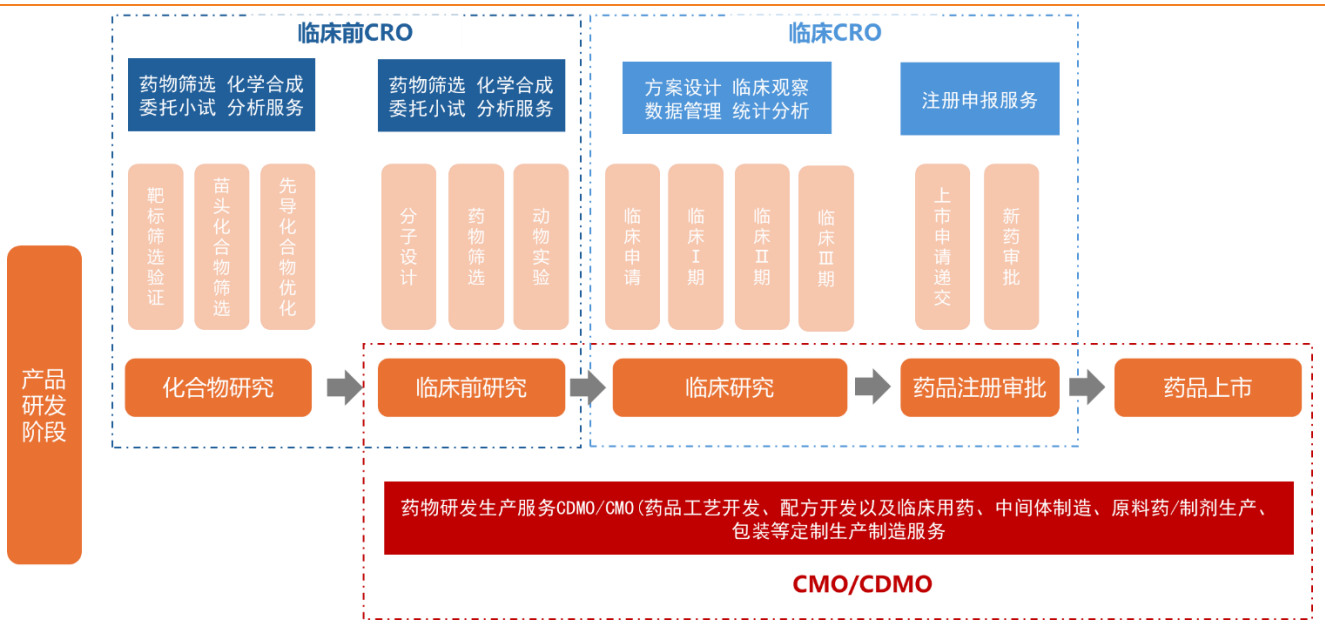 临床前CRO
临床CRO
药物筛选 化学合成
委托小试 分析服务
药物筛选 化学合成
委托小试 分析服务
方案设计 临床观察
数据管理 统计分析
注册申报服务
靶标筛选验证
苗头化合物筛选
先导化合物优化
分子设计
药物筛选
动物实验
临床申请
临床Ⅰ期
临床Ⅱ期
临床Ⅲ期
上市申请递交
新药审批
产品
研发
阶段
化合物研究
临床前研究
临床研究
药品注册审批
药品上市
药物研发生产服务CDMO/CMO(药品工艺开发、配方开发以及临床用药、中间体制造、原料药/制剂生产、
包装等定制生产制造服务
CMO/CDMO